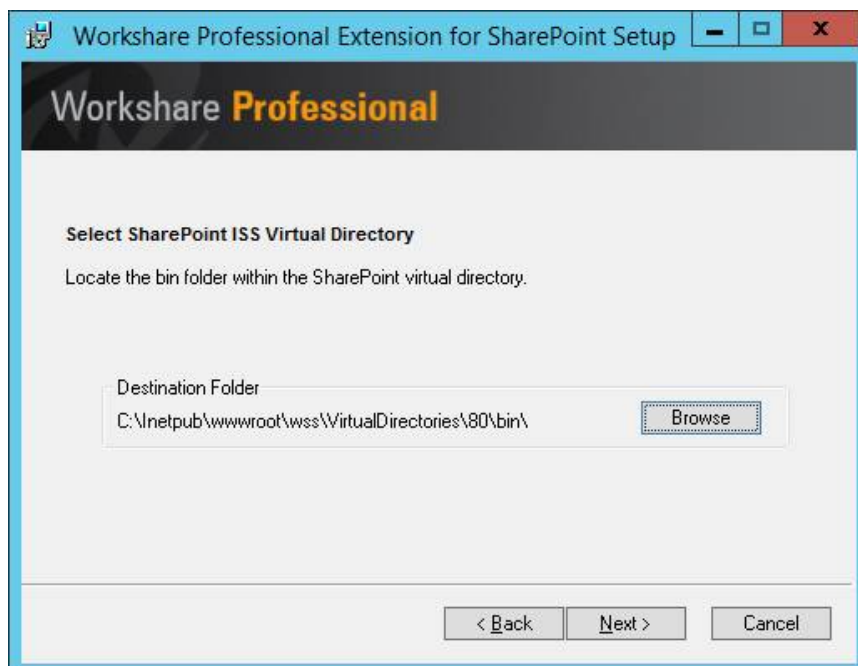 Workshare Professional Extension for SharePoint Setup
Workshare Professional
Select SharePoint ISS Virtual Directory
Locate the bin folder within the SharePoint virtual directory.
Destination Folder
C:\Inetpub\wwwroot\wss\VirtualDirectories\80\bin\ Browse
< Back Next > Cancel